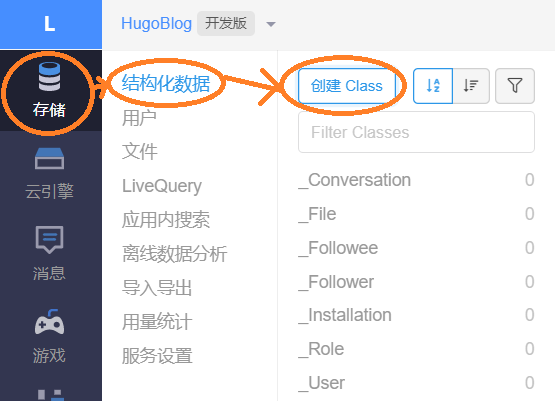 L
HugoBlog 开发版
存储
云引擎
消息
游戏
结构化数据
用户
文件
LiveQuery
应用内搜索
离线数据分析
导入导出
用量统计
服务设置
创建 Class
Filter Classes
_Conversation 0
_File 0
_Followee 0
_Follower 0
_Installation 0
_Role 0
_User 0